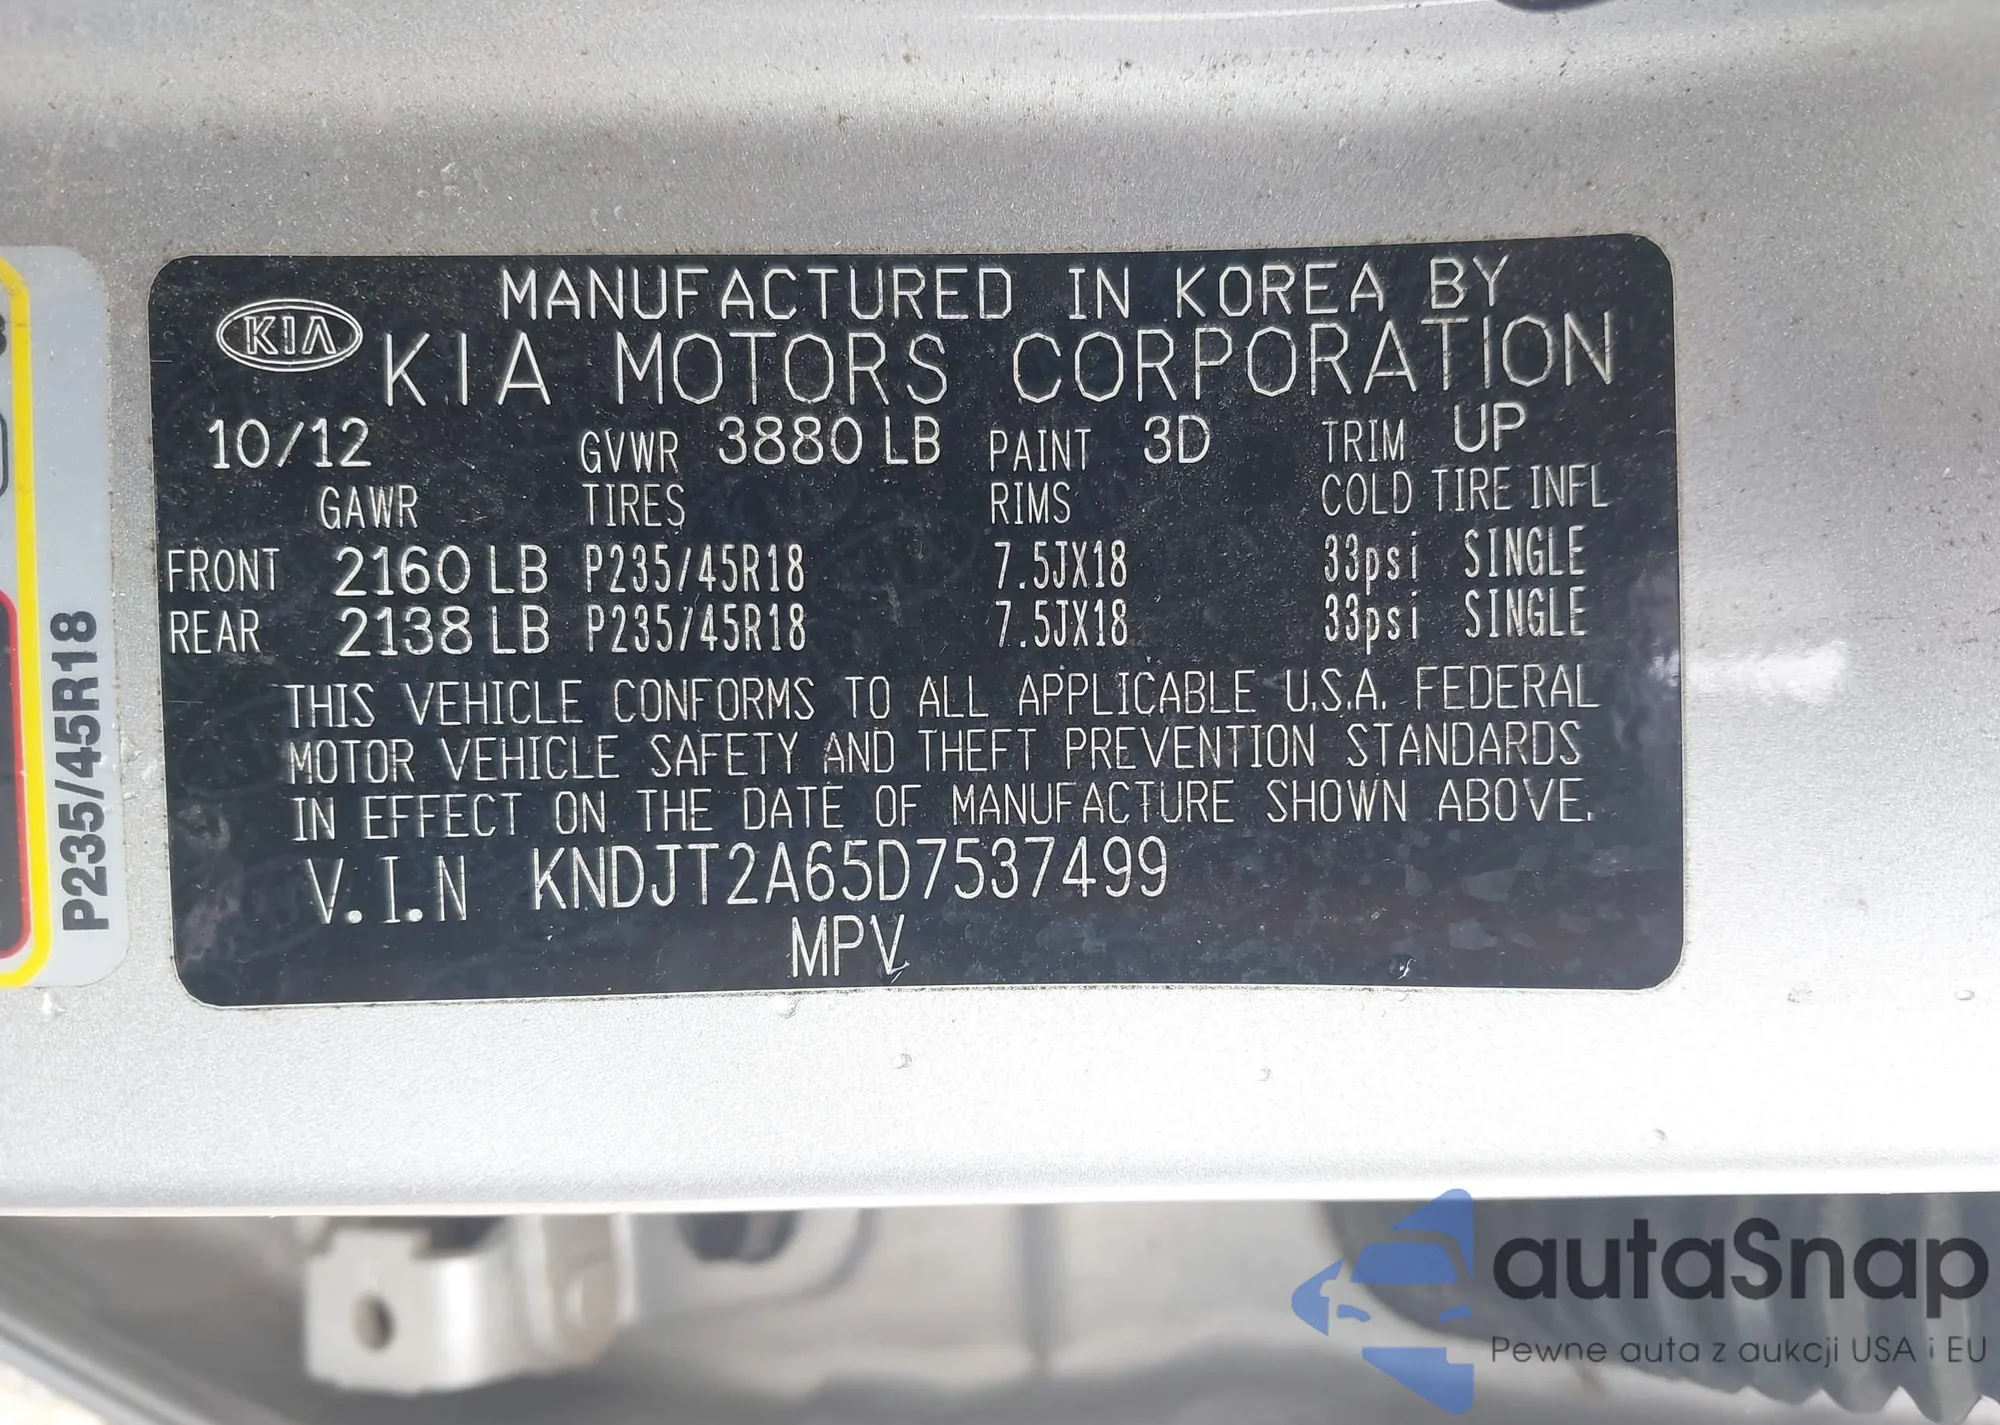 MANUFACTURED IN KOREA BY
KIA KIA MOTORS CORPORATION
10/12 GVWR 3880 LB PAINT 3D TRIM UP
GAWR TIRES RIMS COLD TIRE INFL
FRONT 2160 LB P235/45R18 7.5JX18 33psi SINGLE
REAR 2138 LB P235/45R18 7.5JX18 33psi SINGLE
THIS VEHICLE CONFORMS TO ALL APPLICABLE U.S.A. FEDERAL
MOTOR VEHICLE SAFETY AND THEFT PREVENTION STANDARDS
IN EFFECT ON THE DATE OF MANUFACTURE SHOWN ABOVE.
V.I.N KNDJT2A65D7537499
MPV
P235/45R18
autaSnap
Pewne auta z aukcji USA i EU